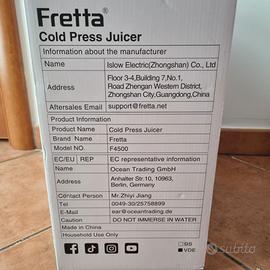 Fretta®
Cold Press Juicer
Information about the manufacturer
Name Islow Electric(Zhongshan) Co., Ltd
Address Floor 3-4,Building 7,No.1,
Road Zhengan Western District,
Zhongshan City,Guangdong,China
Aftersales Email support@fretta.net
Product Information
Product Name Cold Press Juicer
Brand Name Fretta
Model NO. F4500
EC/EU REP EC representative information
Name Ocean Trading GmbH
Address Anhalter Str.10, 10963,
Berlin, Germany
Contact Person Mr.Zhiyi Jiang
Tel 0049-30/25758899
E-Mail ear@oceantrading.de
Caution DO NOT IMMERSE IN WATER
Made in China
Household Use Only
GS
VDE
subito